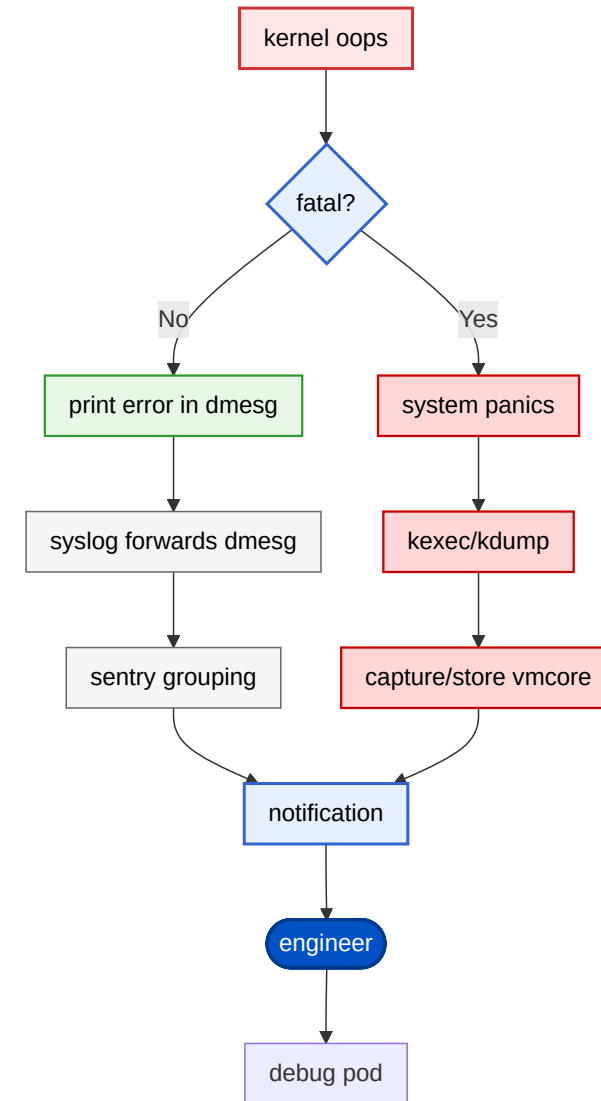 kernel oops
fatal?
No
Yes
print error in dmesg
system panics
syslog forwards dmesg
kexec/kdump
sentry grouping
capture/store vmcore
notification
engineer
debug pod